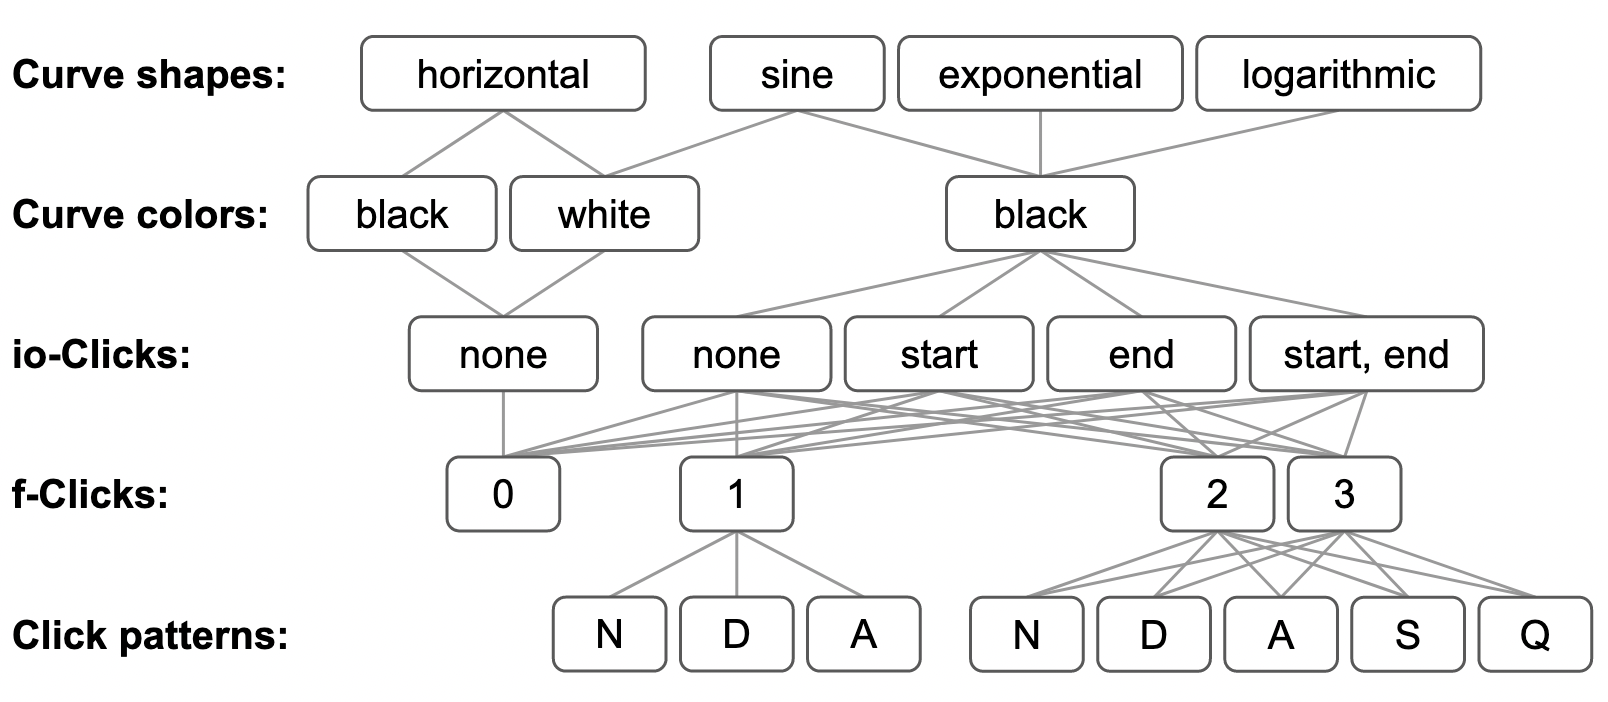 Curve shapes: horizontal sine exponential logarithmic
Curve colors: black white black
io-Clicks: none none start end start, end
f-Clicks: 0 1 2 3
Click patterns: N D A N D A S Q